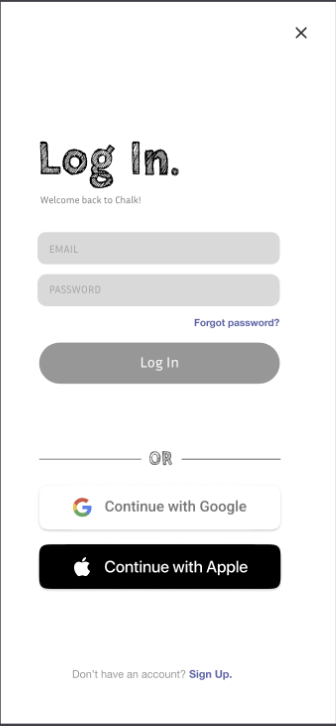 Log In.
Welcome back to Chalk!
EMAIL
PASSWORD
Forgot password?
Log In
OR
Continue with Google
Continue with Apple
Don't have an account? Sign Up.